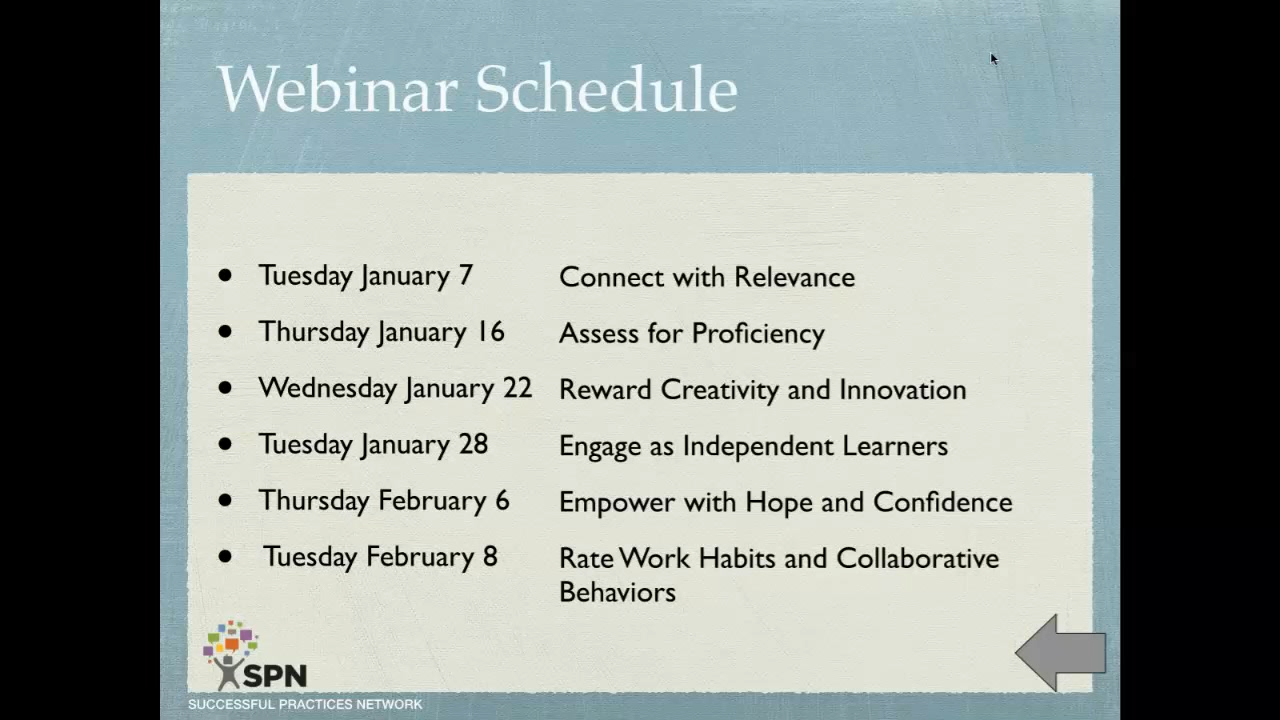 Webinar Schedule
● Tuesday January 7 Connect with Relevance
● Thursday January 16 Assess for Proficiency
● Wednesday January 22 Reward Creativity and Innovation
● Tuesday January 28 Engage as Independent Learners
● Thursday February 6 Empower with Hope and Confidence
● Tuesday February 8 Rate Work Habits and Collaborative
Behaviors
SPN
SUCCESSFUL PRACTICES NETWORK